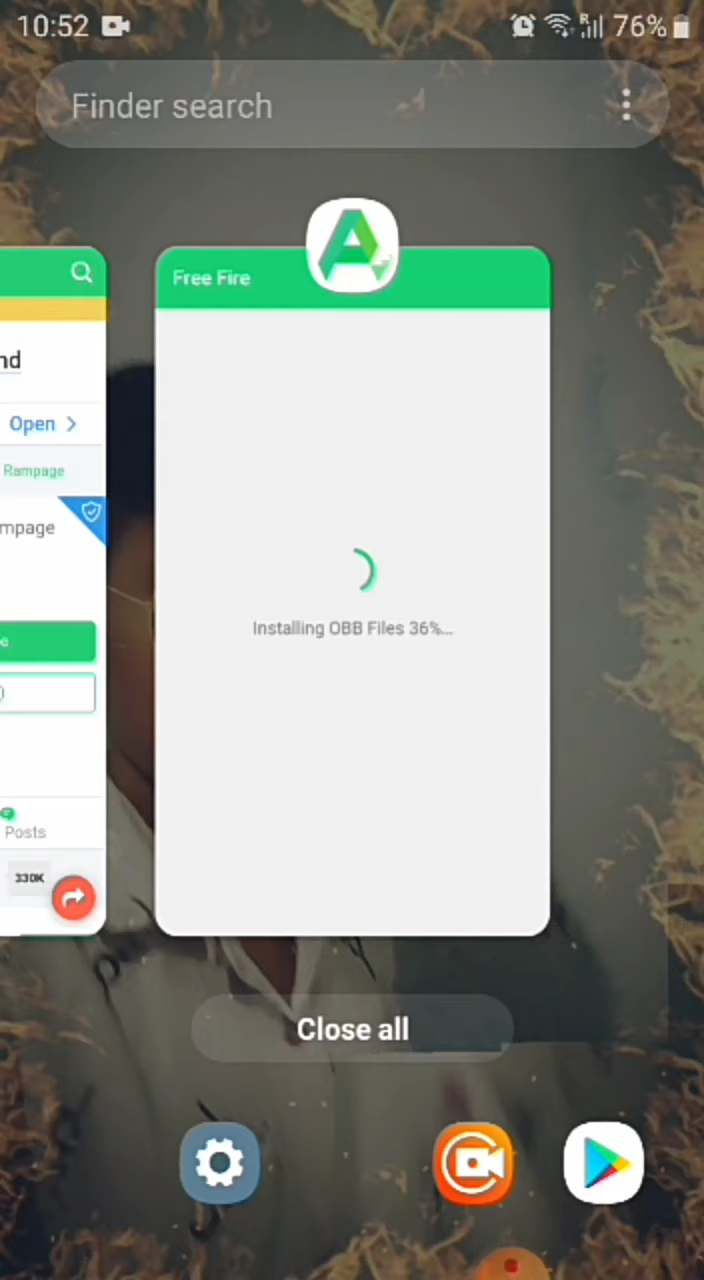 10:52
R 76%
Finder search
Free Fire
nd
Open
Rampage
mpage
Installing OBB Files 36%...
Posts
330K
Close all